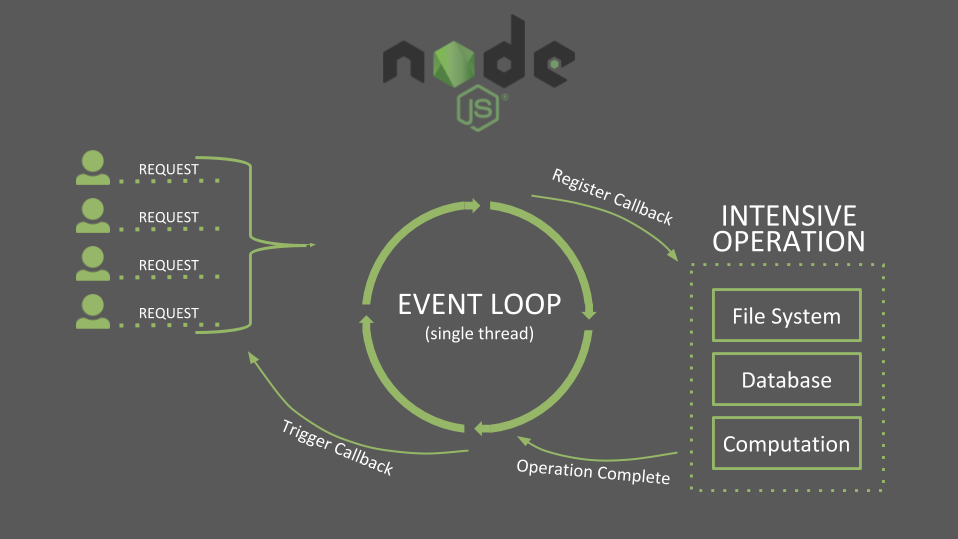 node
JS®
REQUEST
REQUEST
REQUEST
REQUEST
Register Callback
INTENSIVE
OPERATION
EVENT LOOP
(single thread)
File System
Database
Computation
Trigger Callback
Operation Complete